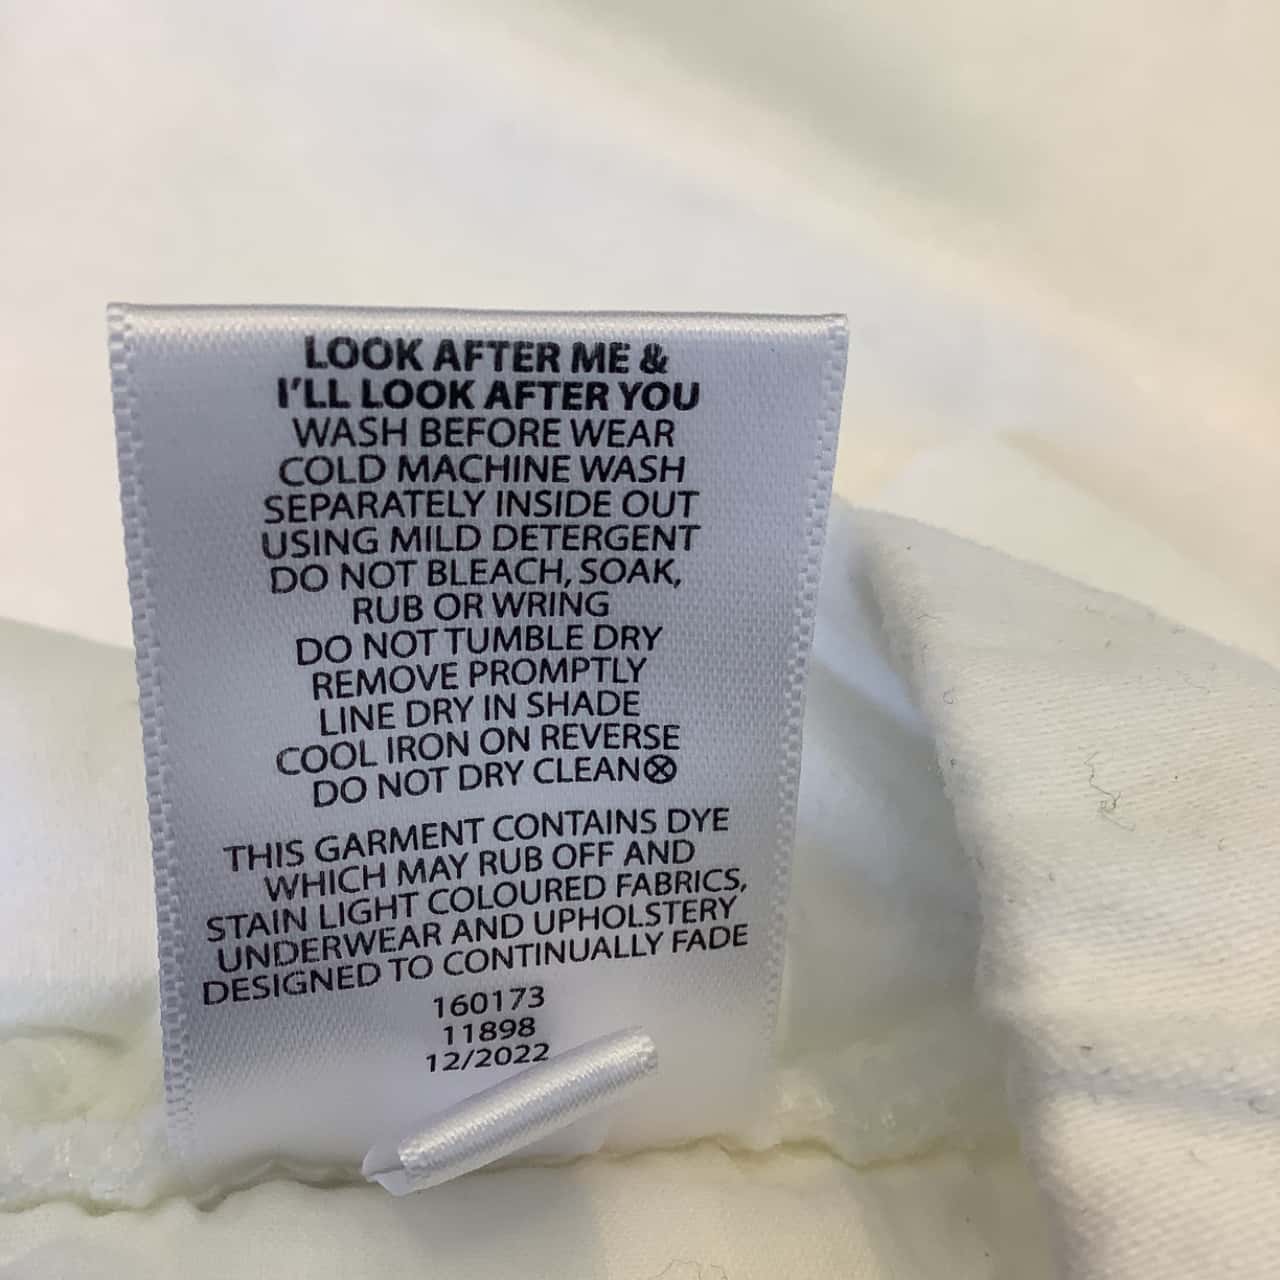 LOOK AFTER ME &
I'LL LOOK AFTER YOU
WASH BEFORE WEAR
COLD MACHINE WASH
SEPARATELY INSIDE OUT
USING MILD DETERGENT
DO NOT BLEACH, SOAK,
RUB OR WRING
DO NOT TUMBLE DRY
REMOVE PROMPTLY
LINE DRY IN SHADE
COOL IRON ON REVERSE
DO NOT DRY CLEAN
THIS GARMENT CONTAINS DYE
WHICH MAY RUB OFF AND
STAIN LIGHT COLOURED FABRICS,
UNDERWEAR AND UPHOLSTERY
DESIGNED TO CONTINUALLY FADE
160173
11898
12/2022